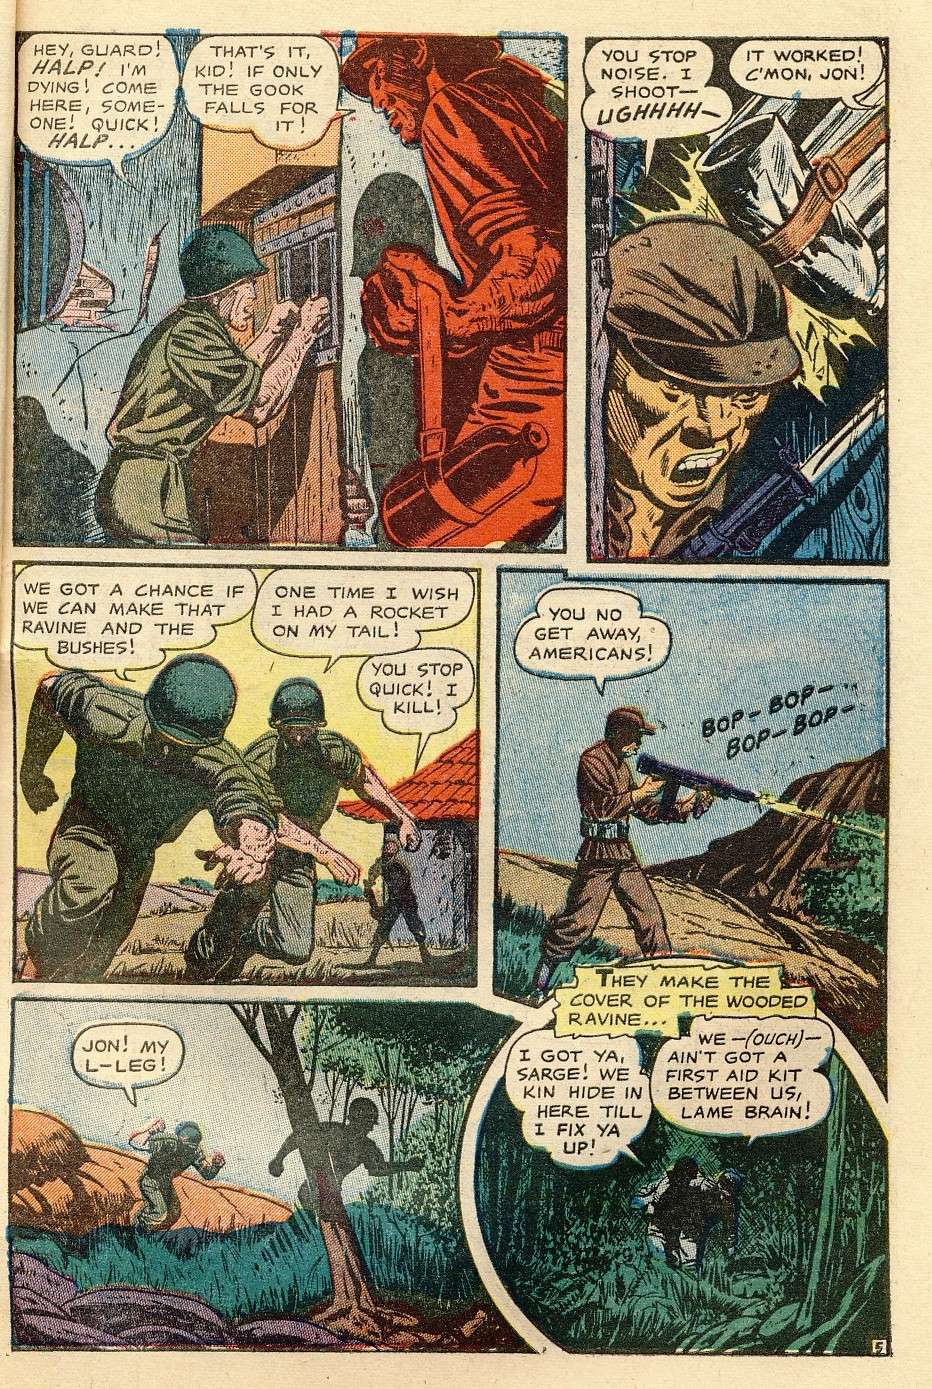 HEY, GUARD!
HALP! I'M
DYING! COME
HERE, SOME-
ONE! QUICK!
HALP...
THAT'S IT,
KID! IF ONLY
THE GOOK
FALLS FOR
IT!
YOU STOP
NOISE. I
SHOOT—
UGHHHH—
IT WORKED!
C'MON, JON!
WE GOT A CHANCE IF
WE CAN MAKE THAT
RAVINE AND THE
BUSHES!
ONE TIME I WISH
I HAD A ROCKET
ON MY TAIL!
YOU STOP
QUICK! I
KILL!
YOU NO
GET AWAY,
AMERICANS!
BOP— BOP—
BOP— BOP—
JON! MY
L-LEG!
THEY MAKE THE
COVER OF THE WOODED
RAVINE...
I GOT YA,
SARGE! WE
KIN HIDE IN
HERE TILL
I FIX YA
UP!
WE —(OUCH)—
AIN'T GOT A
FIRST AID KIT
BETWEEN US,
LAME BRAIN!
5